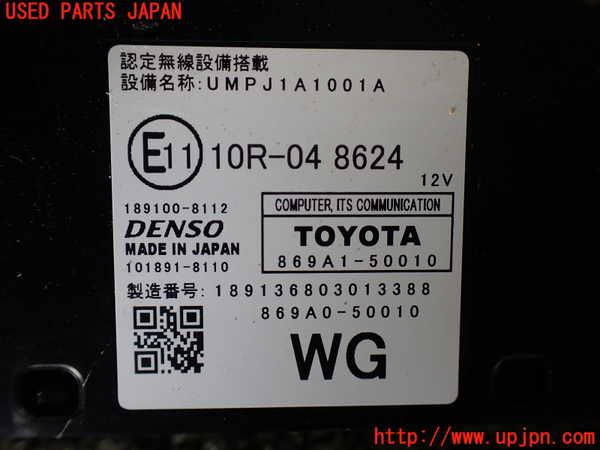 USED PARTS JAPAN
認定無線設備搭載
設備名称:UMPJ1A1001A
E11 10R-04 8624
12V
189100-8112
DENSO
MADE IN JAPAN
101891-8110
COMPUTER, ITS COMMUNICATION
TOYOTA
869A1-50010
製造番号:189136803013388
869A0-50010
WG
http://www.upjpn.com/